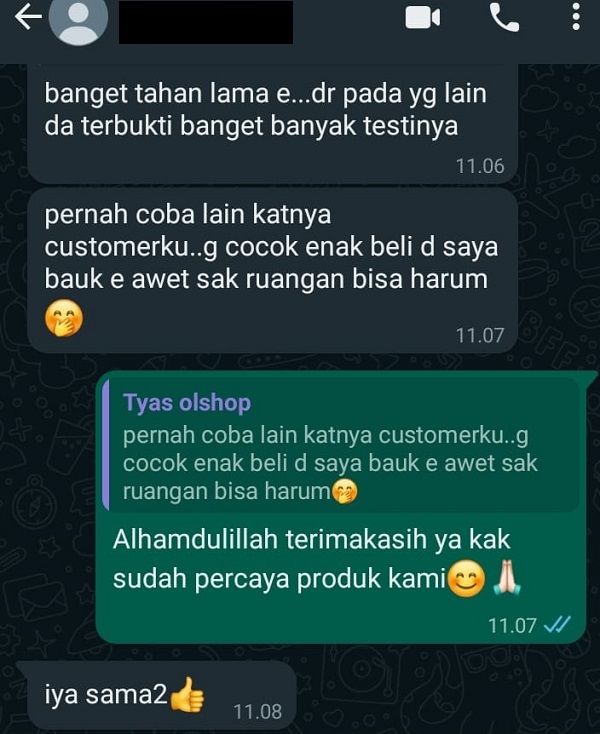 banget tahan lama e...dr pada yg lain
da terbukti banget banyak testinya
11.06
pernah coba lain katnya
customerku..g cocok enak beli d saya
bauk e awet sak ruangan bisa harum
🤭
11.07
Tyas olshop
pernah coba lain katnya customerku..g
cocok enak beli d saya bauk e awet sak
ruangan bisa harum🤭
Alhamdulillah terimakasih ya kak
sudah percaya produk kami😊🙏🏻
11.07
iya sama2👍
11.08